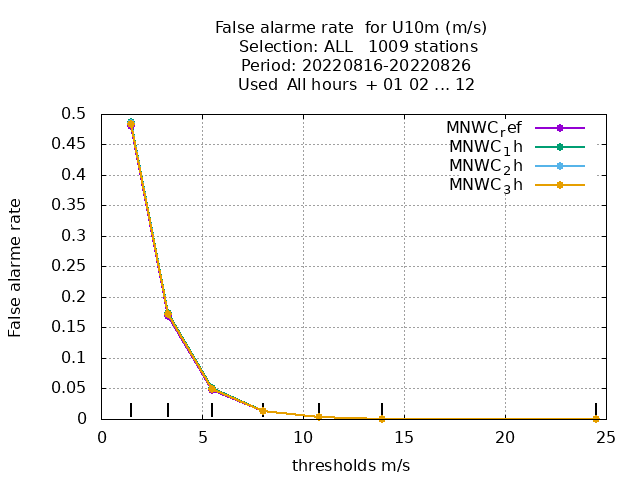 False alarme rate  for U10m (m/s)
Selection: ALL   1009 stations
Period: 20220816-20220826
Used  All hours  + 01 02 ... 12
0.5
0.45
0.4
0.35
0.3
0.25
0.2
0.15
0.1
0.05
0
False alarme rate
MNWCref
MNWC1h
MNWC2h
MNWC3h
0 5 10 15 20 25
thresholds m/s